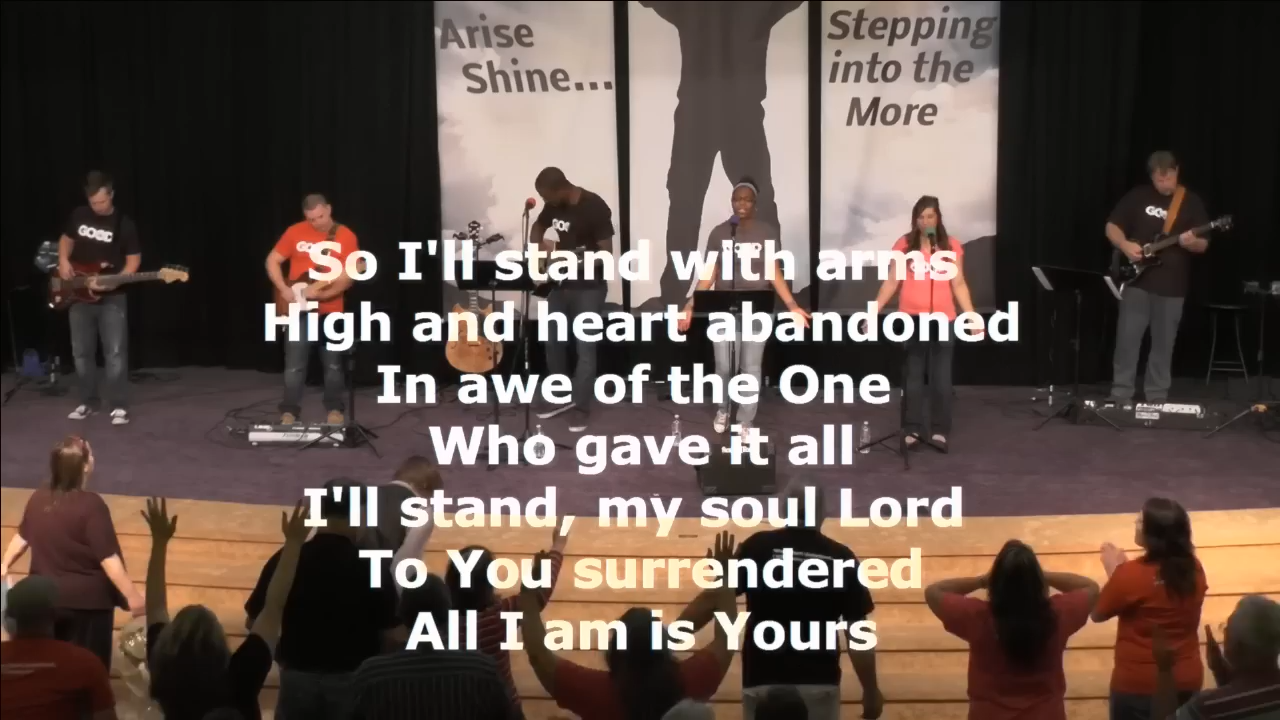 Arise
Shine...
Stepping
into the
More
GOOD
So I'll stand with arms
High and heart abandoned
In awe of the One
Who gave it all
I'll stand, my soul Lord
To You surrendered
All I am is Yours